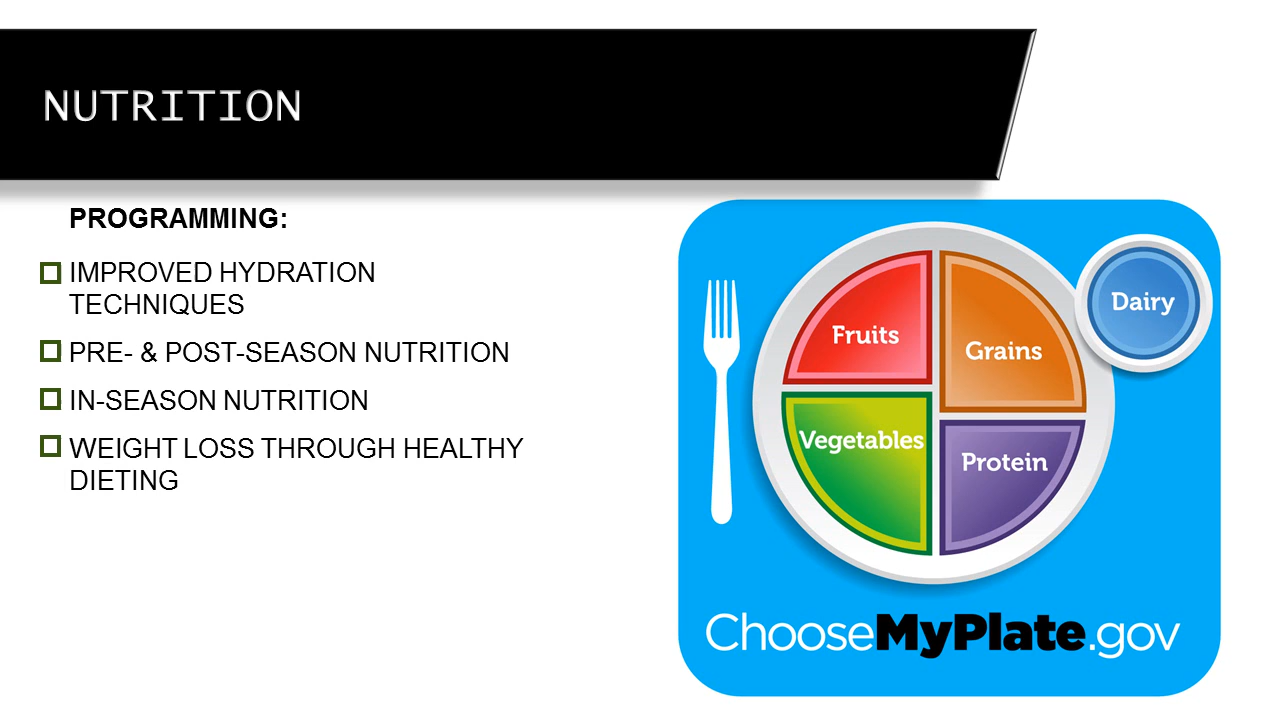 NUTRITION
PROGRAMMING:
IMPROVED HYDRATION
TECHNIQUES
PRE- & POST-SEASON NUTRITION
IN-SEASON NUTRITION
WEIGHT LOSS THROUGH HEALTHY
DIETING
Fruits
Grains
Dairy
Vegetables
Protein
ChooseMyPlate.gov